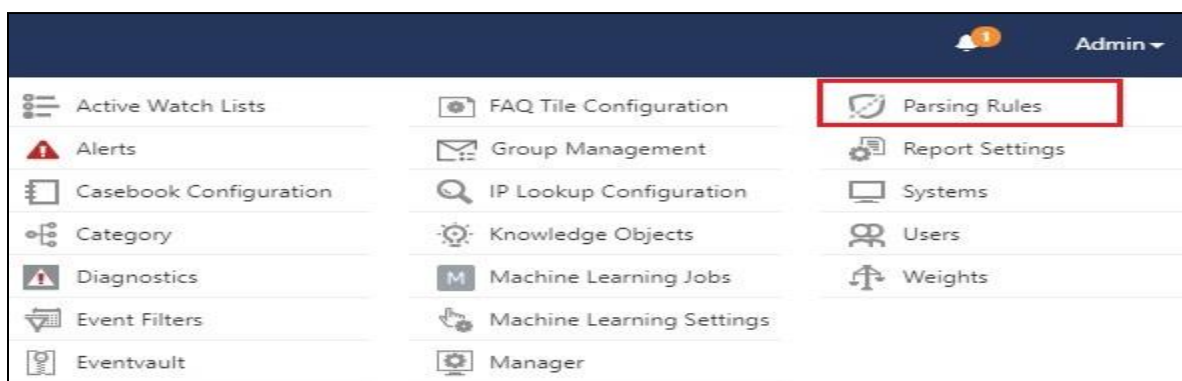 1
Admin
Active Watch Lists
Alerts
Casebook Configuration
Category
Diagnostics
Event Filters
Eventvault
FAQ Tile Configuration
Group Management
IP Lookup Configuration
Knowledge Objects
M Machine Learning Jobs
Machine Learning Settings
Manager
Parsing Rules
Report Settings
Systems
Users
Weights